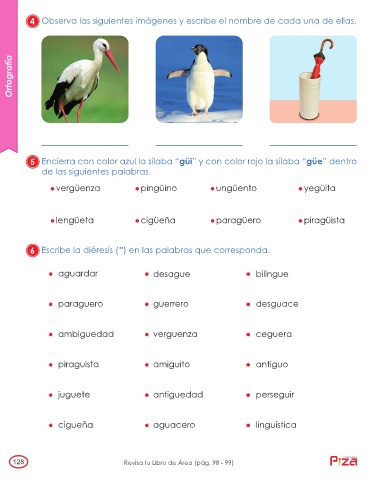 4 Observa las siguientes imágenes y escribe el nombre de cada una de ellas.
Ortografía
5 Encierra con color azul la sílaba “güi” y con color rojo la sílaba “güe” dentro
de las siguientes palabras.
• vergüenza • pingüino • ungüento • yegüita
• lengüeta • cigüeña • paragüero • piragüista
6 Escribe la diéresis (¨) en las palabras que corresponda.
• aguardar • desague • bilingue
• paraguero • guerrero • desguace
• ambiguedad • verguenza • ceguera
• piraguista • amiguito • antiguo
• juguete • antiguedad • perseguir
• cigueña • aguacero • linguistica
128 Revisa tu Libro de Área (pág. 98 - 99)